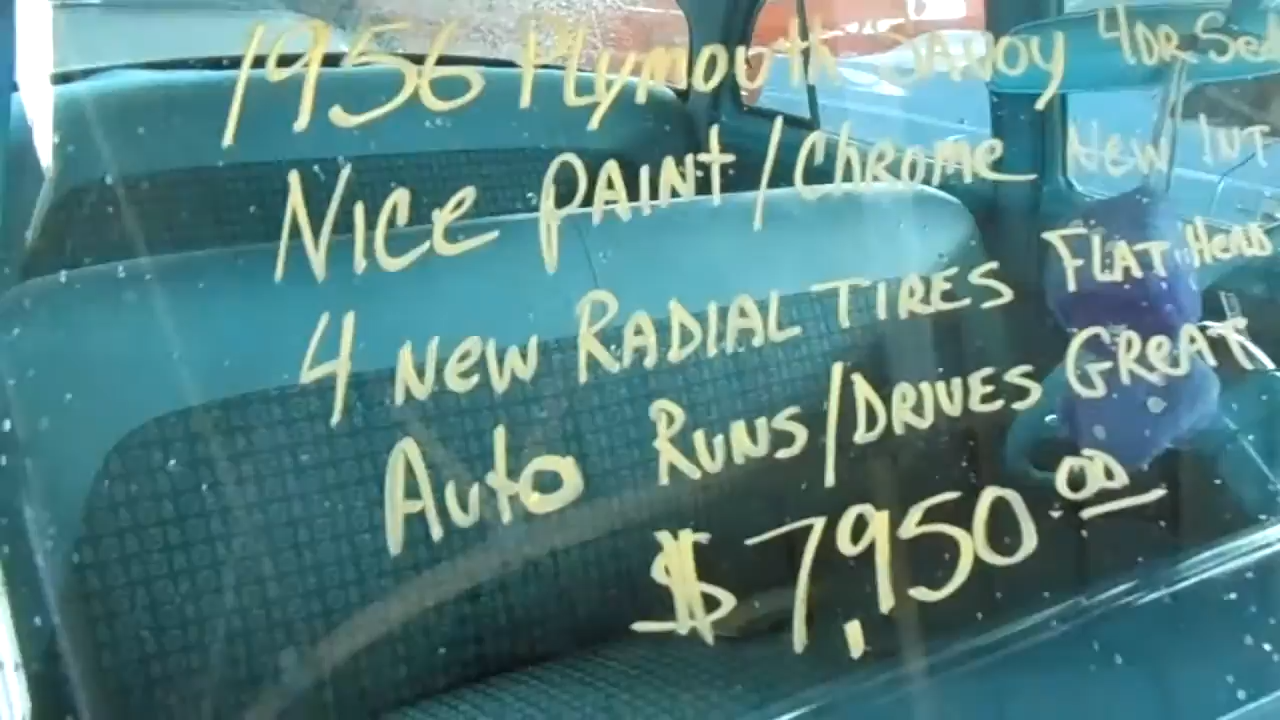 1956 Plymouth SAVOY 4DR Sed
NICE PAINT/CHROME New INT
4 New RADIAL TIRES FLAT HEAD
Auto RUNS/DRIVES GREAT
$7,950.00